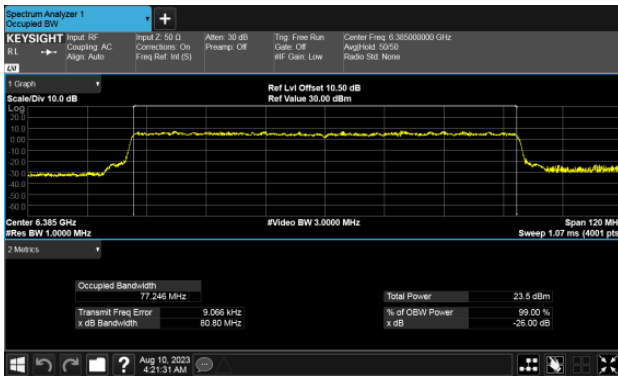 Spectrum Analyzer 1
Occupied BW
KEYSIGHT
RL
LXI
Input: RF
Coupling: AC
Align: Auto
Input Z: 50 Ω
Corrections: On
Freq Ref: Int (S)
Atten: 30 dB
Preamp: Off
Trig: Free Run
Gate: Off
#IF Gain: Low
Center Freq: 6.385000000 GHz
Avg|Hold: 50/50
Radio Std: None
1 Graph
Scale/Div 10.0 dB
Ref Lvl Offset 10.50 dB
Ref Value 30.00 dBm
Log
20.0
10.0
0.00
-10.0
-20.0
-30.0
-40.0
-50.0
-60.0
Center 6.385 GHz
#Video BW 3.0000 MHz
Span 120 MH
#Res BW 1.0000 MHz
Sweep 1.07 ms (4001 pts
2 Metrics
Occupied Bandwidth
77.246 MHz
Total Power 23.5 dBm
Transmit Freq Error 9.066 kHz
% of OBW Power 99.00 %
x dB Bandwidth 80.80 MHz
x dB -26.00 dB
?
Aug 10, 2023
4:21:31 AM